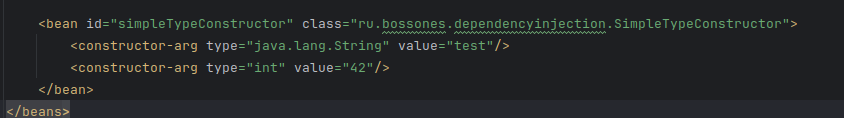 <bean id="simpleTypeConstructor" class="ru.bossones.dependencyinjection.SimpleTypeConstructor">
<constructor-arg type="java.lang.String" value="test"/>
<constructor-arg type="int" value="42"/>
</bean>
</beans>